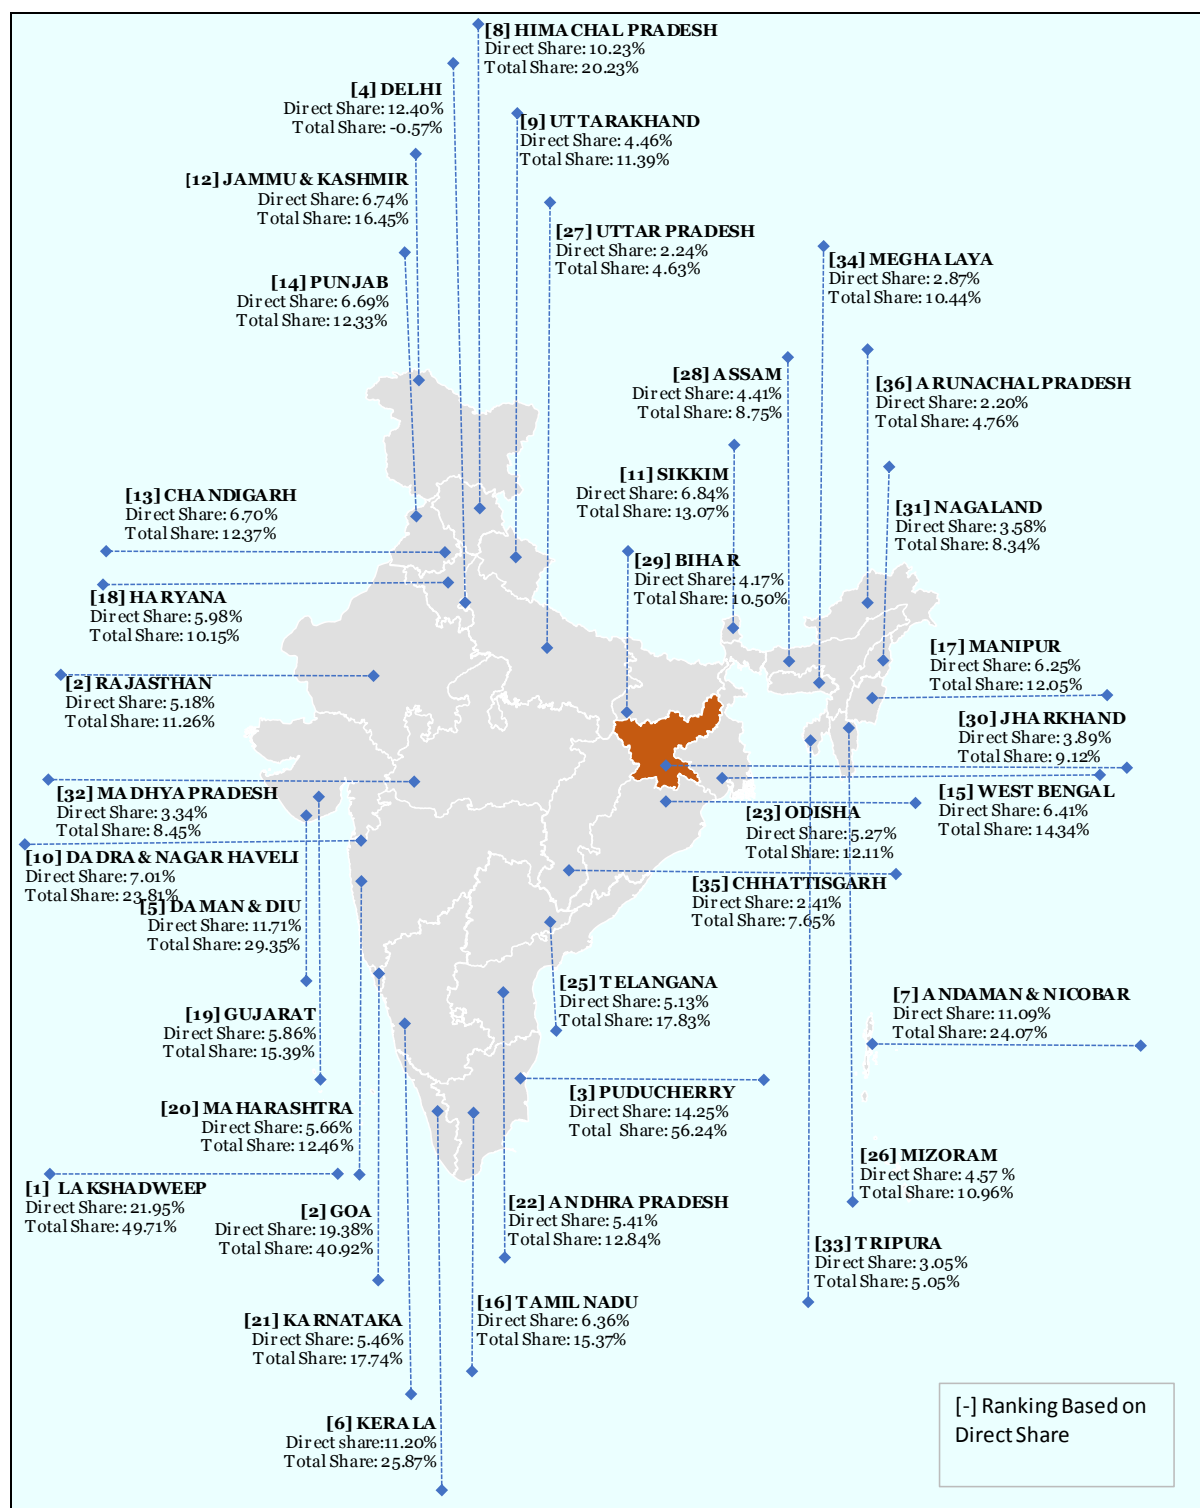 [8] HIMACHAL PRADESH
Direct Share: 10.23%
Total Share: 20.23%
[4] DELHI
Direct Share: 12.40%
Total Share: -0.57%
[9] UTTARAKHAND
Direct Share: 4.46%
Total Share: 11.39%
[12] JAMMU & KASHMIR
Direct Share: 6.74%
Total Share: 16.45%
[27] UTTAR PRADESH
Direct Share: 2.24%
Total Share: 4.63%
[34] MEGHALAYA
Direct Share: 2.87%
Total Share: 10.44%
[14] PUNJAB
Direct Share: 6.69%
Total Share: 12.33%
[28] ASSAM
Direct Share: 4.41%
Total Share: 8.75%
[36] ARUNACHAL PRADESH
Direct Share: 2.20%
Total Share: 4.76%
[11] SIKKIM
Direct Share: 6.84%
Total Share: 13.07%
[13] CHANDIGARH
Direct Share: 6.70%
Total Share: 12.37%
[31] NAGALAND
Direct Share: 3.58%
Total Share: 8.34%
[29] BIHAR
Direct Share: 4.17%
Total Share: 10.50%
[18] HARYANA
Direct Share: 5.98%
Total Share: 10.15%
[17] MANIPUR
Direct Share: 6.25%
Total Share: 12.05%
[2] RAJASTHAN
Direct Share: 5.18%
Total Share: 11.26%
[30] JHARKHAND
Direct Share: 3.89%
Total Share: 9.12%
[32] MADHYA PRADESH
Direct Share: 3.34%
Total Share: 8.45%
[15] WEST BENGAL
Direct Share: 6.41%
Total Share: 14.34%
[23] ODISHA
Direct Share: 5.27%
Total Share: 12.11%
[10] DADRA & NAGAR HAVELI
Direct Share: 7.01%
Total Share: 23.81%
[35] CHHATTISGARH
Direct Share: 2.41%
Total Share: 7.65%
[5] DAMAN & DIU
Direct Share: 11.71%
Total Share: 29.35%
[25] TELANGANA
Direct Share: 5.13%
Total Share: 17.83%
[7] ANDAMAN & NICOBAR
Direct Share: 11.09%
Total Share: 24.07%
[19] GUJARAT
Direct Share: 5.86%
Total Share: 15.39%
[3] PUDUCHERRY
Direct Share: 14.25%
Total Share: 56.24%
[20] MAHARASHTRA
Direct Share: 5.66%
Total Share: 12.46%
[26] MIZORAM
Direct Share: 4.57 %
Total Share: 10.96%
[1] LAKSHADWEEP
Direct Share: 21.95%
Total Share: 49.71%
[2] GOA
Direct Share: 19.38%
Total Share: 40.92%
[22] ANDHRA PRADESH
Direct Share: 5.41%
Total Share: 12.84%
[33] TRIPURA
Direct Share: 3.05%
Total Share: 5.05%
[16] TAMIL NADU
Direct Share: 6.36%
Total Share: 15.37%
[21] KARNATAKA
Direct Share: 5.46%
Total Share: 17.74%
[6] KERALA
Direct share:11.20%
Total Share: 25.87%
[-] Ranking Based on
Direct Share